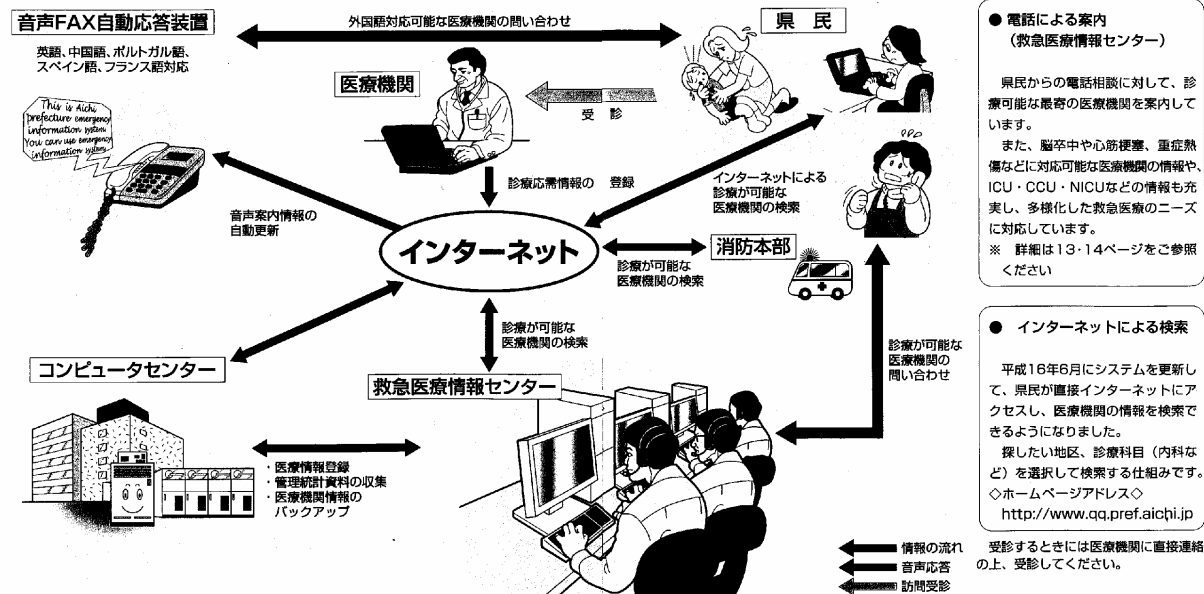 音声FAX自動応答装置
英語、中国語、ポルトガル語、
スペイン語、フランス語対応
This is Aichi
prefecture emergency
information system
You can use emergency
information system
外国語対応可能な医療機関の問い合わせ
県民
医療機関
受診
診療応需情報の 登録
インターネットによる
診療が可能な
医療機関の検索
音声案内情報の
自動更新
インターネット
消防本部
診療が可能な
医療機関の検索
診療が可能な
医療機関の検索
診療が可能な
医療機関の
問い合わせ
コンピュータセンター
救急医療情報センター
・医療情報登録
・管理統計資料の収集
・医療機関情報の
バックアップ
情報の流れ
音声応答
訪問受診
● 電話による案内
（救急医療情報センター）
県民からの電話相談に対して、診
療可能な最寄の医療機関を案内して
います。
また、脳卒中や心筋梗塞、重症熱
傷などに対応可能な医療機関の情報や、
ICU・CCU・NICUなどの情報も充
実し、多様化した救急医療のニーズ
に対応しています。
※ 詳細は13・14ページをご参照
ください
● インターネットによる検索
平成16年6月にシステムを更新し
て、県民が直接インターネットにア
クセスし、医療機関の情報を検索で
きるようになりました。
探したい地区、診療科目（内科な
ど）を選択して検索する仕組みです。
◇ホームページアドレス◇
http://www.qq.pref.aichi.jp
受診するときには医療機関に直接連絡
の上、受診してください。